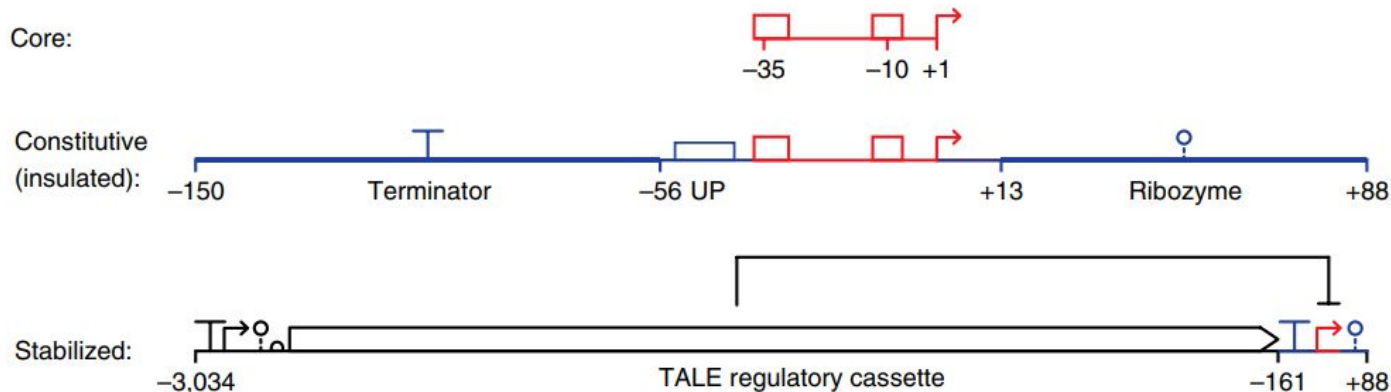 Core:
–35 –10 +1
Constitutive
(insulated):
–150 Terminator –56 UP +13 Ribozyme +88
Stabilized:
–3,034 TALE regulatory cassette –161 +88